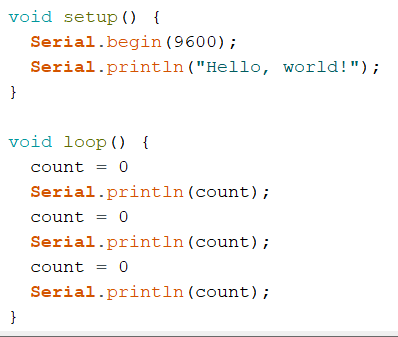 void setup() {
  Serial.begin(9600);
  Serial.println("Hello, world!");
}

void loop() {
  count = 0
  Serial.println(count);
  count = 0
  Serial.println(count);
  count = 0
  Serial.println(count);
}